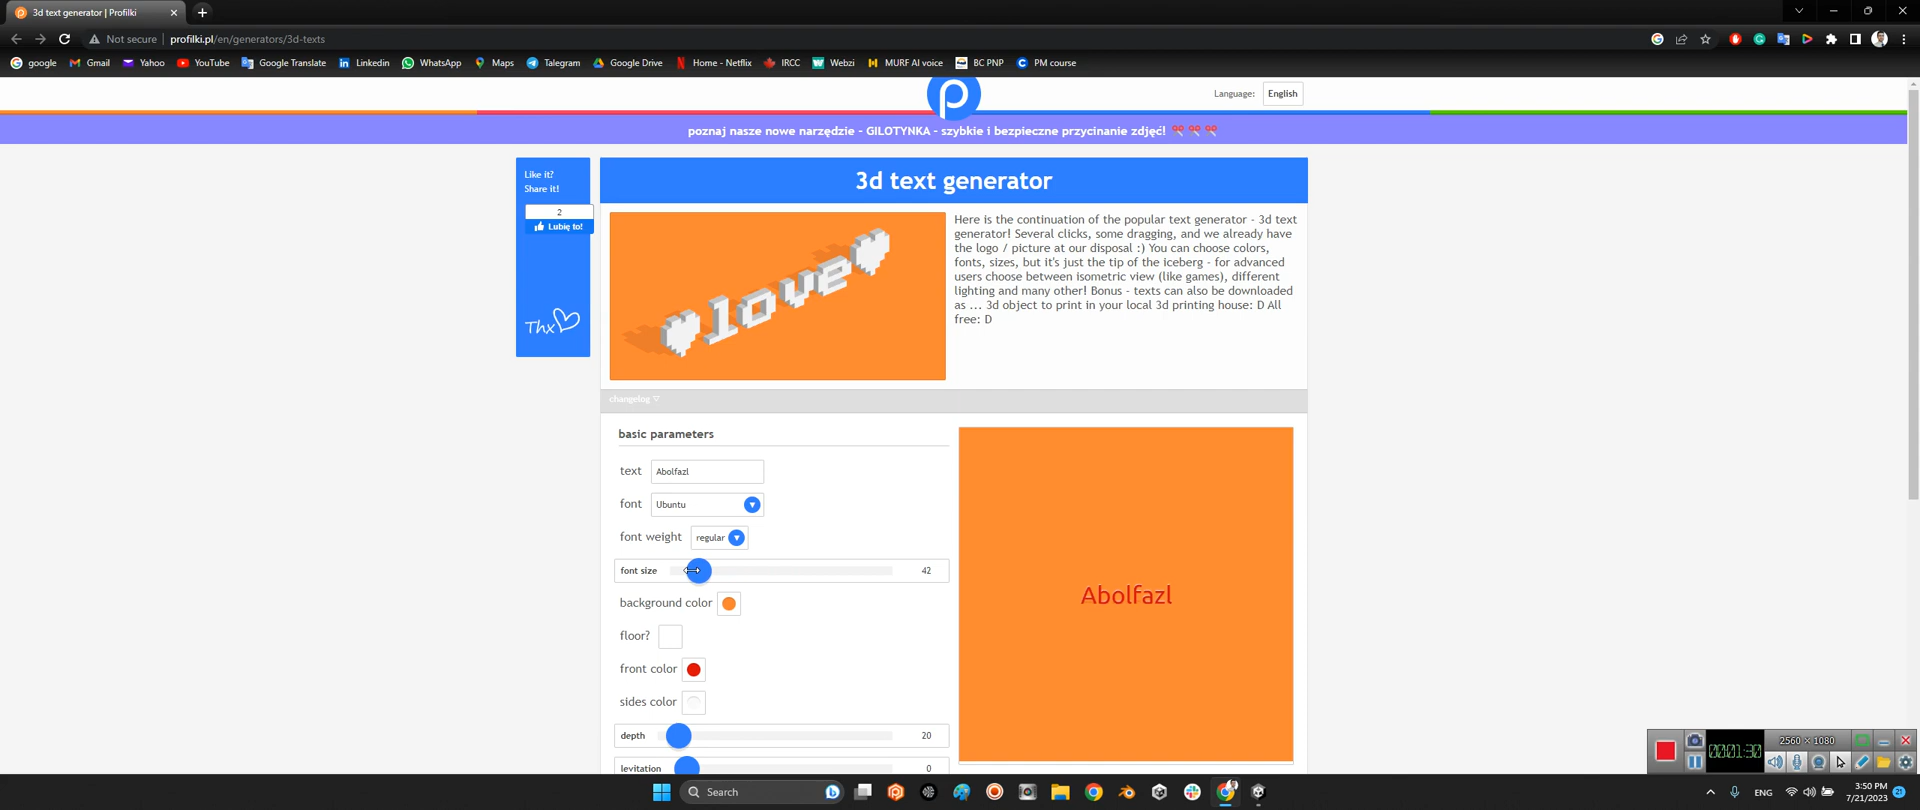 3d text generator | Profilki
Not secure profilki.pl/en/generators/3d-texts
google Gmail Yahoo YouTube Google Translate Linkedin WhatsApp Maps Talegram Google Drive Home - Netflix IRCC Webzi MURF AI voice BC PNP PM course
Language: English
poznaj nasze nowe narzędzie - GILOTYNKA - szybkie i bezpieczne przycinanie zdjęć!
Like it?
Share it!
2
Lubię to!
Thx
3d text generator
love
Here is the continuation of the popular text generator - 3d text
generator! Several clicks, some dragging, and we already have
the logo / picture at our disposal :) You can choose colors,
fonts, sizes, but it's just the tip of the iceberg - for advanced
users choose between isometric view (like games), different
lighting and many other! Bonus - texts can also be downloaded
as ... 3d object to print in your local 3d printing house: D All
free: D
changelog ▽
basic parameters
text Abolfazl
font Ubuntu
font weight regular
font size 42
background color
floor?
front color
sides color
depth 20
levitation 0
Abolfazl
00:01:30
2560 × 1080
Search
ENG
3:50 PM
7/21/2023
21